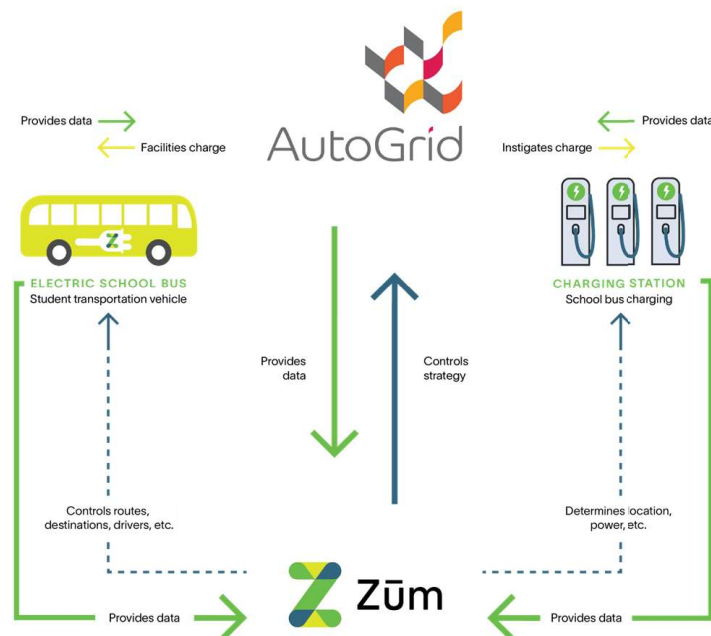 AutoGrid
Provides data
Facilities charge
Provides data
Instigates charge
ELECTRIC SCHOOL BUS
Student transportation vehicle
CHARGING STATION
School bus charging
Provides
data
Controls
strategy
Controls routes,
destinations, drivers, etc.
Determines location,
power, etc.
Z
Zūm
Provides data
Provides data